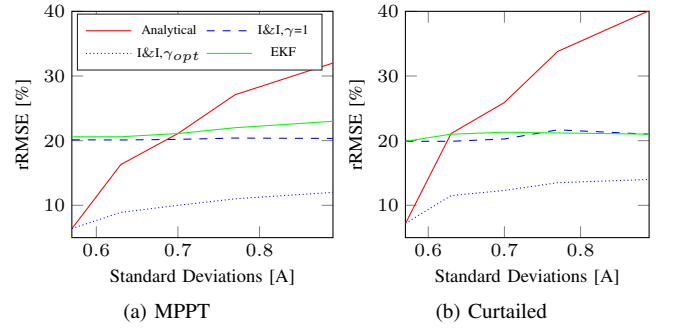 Analytical
I&I,γ=1
I&I,γopt
EKF
40
30
20
10
rRMSE [%]
0.6
0.7
0.8
Standard Deviations [A]
(a) MPPT
40
30
20
10
rRMSE [%]
0.6
0.7
0.8
Standard Deviations [A]
(b) Curtailed